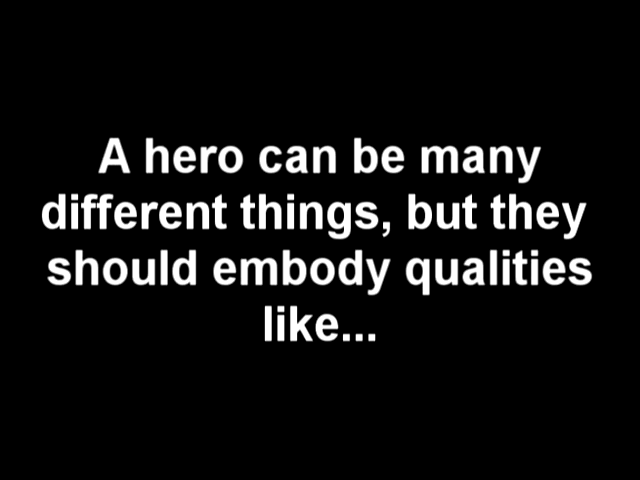 A hero can be many
different things, but they
should embody qualities
like...